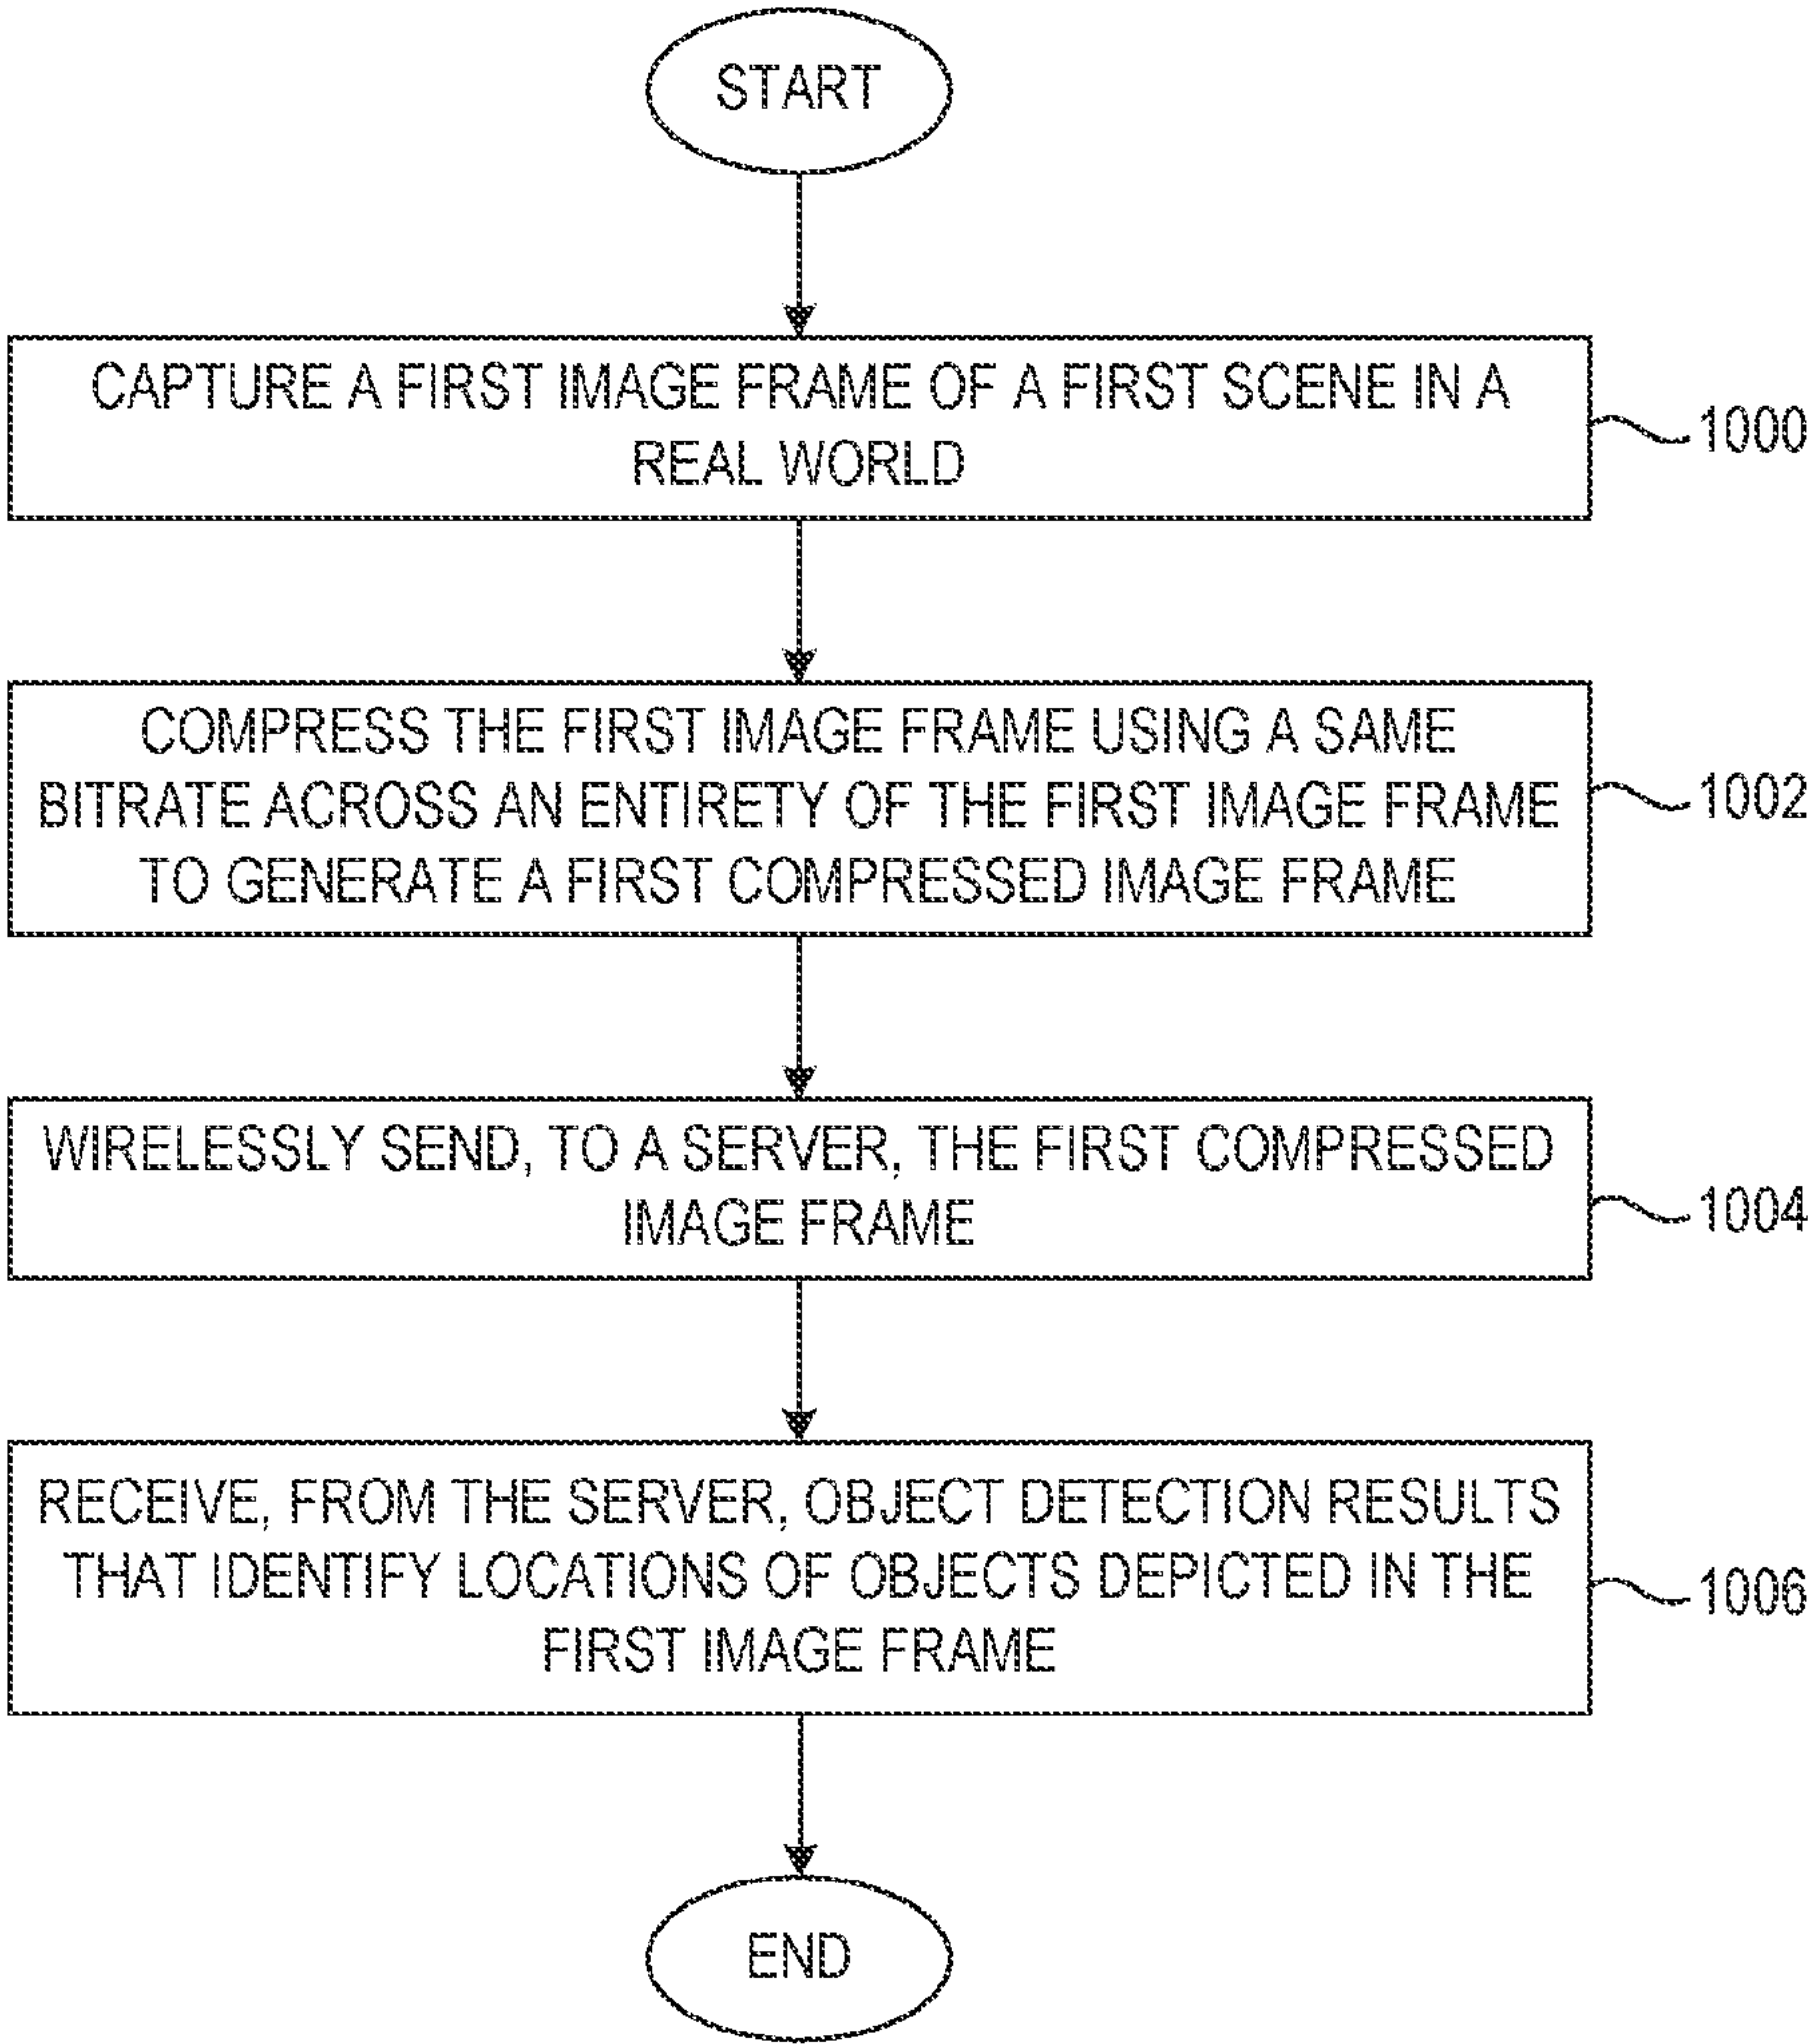 START
CAPTURE A FIRST IMAGE FRAME OF A FIRST SCENE IN A
REAL WORLD
1000
COMPRESS THE FIRST IMAGE FRAME USING A SAME
BITRATE ACROSS AN ENTIRETY OF THE FIRST IMAGE FRAME
TO GENERATE A FIRST COMPRESSED IMAGE FRAME
1002
WIRELESSLY SEND, TO A SERVER, THE FIRST COMPRESSED
IMAGE FRAME
1004
RECEIVE, FROM THE SERVER, OBJECT DETECTION RESULTS
THAT IDENTIFY LOCATIONS OF OBJECTS DEPICTED IN THE
FIRST IMAGE FRAME
1006
END